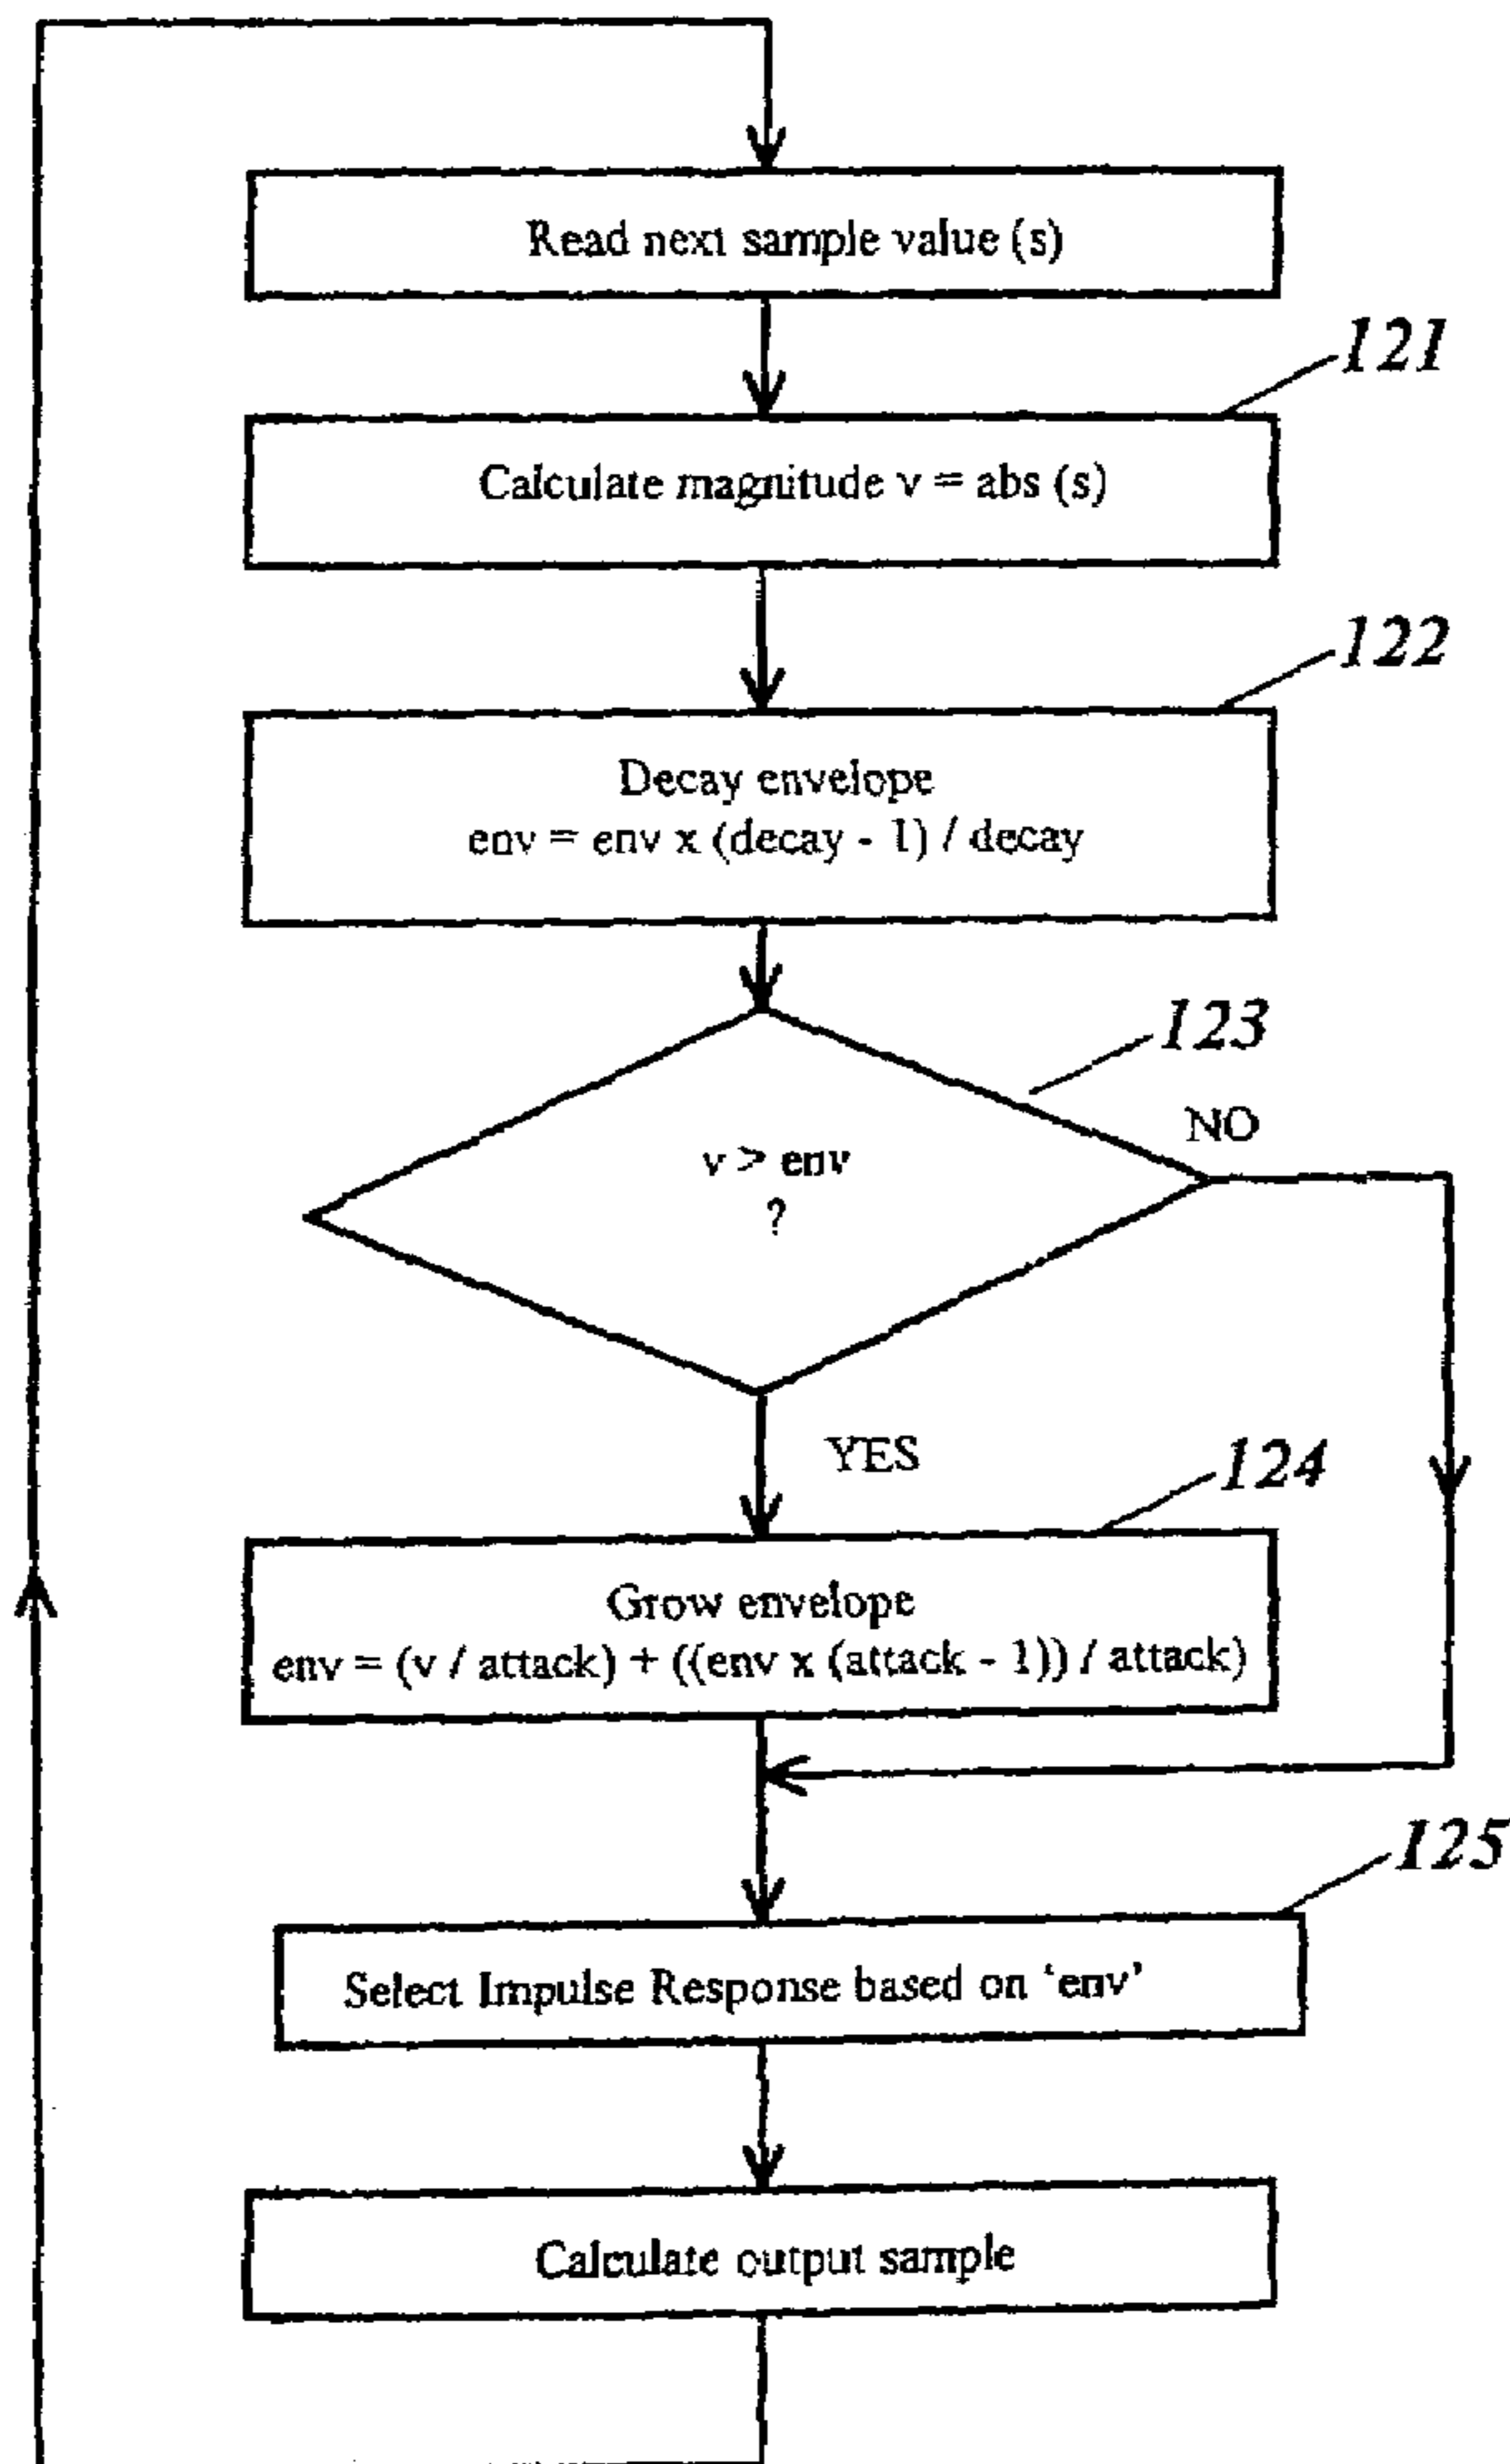 Read next sample value (s)
121
Calculate magnitude v = abs (s)
122
Decay envelope
env = env x (decay - 1) / decay
123
NO
v > env
?
YES
124
Grow envelope
env = (v / attack) + ((env x (attack - 1)) / attack)
125
Select Impulse Response based on ‘env’
Calculate output sample